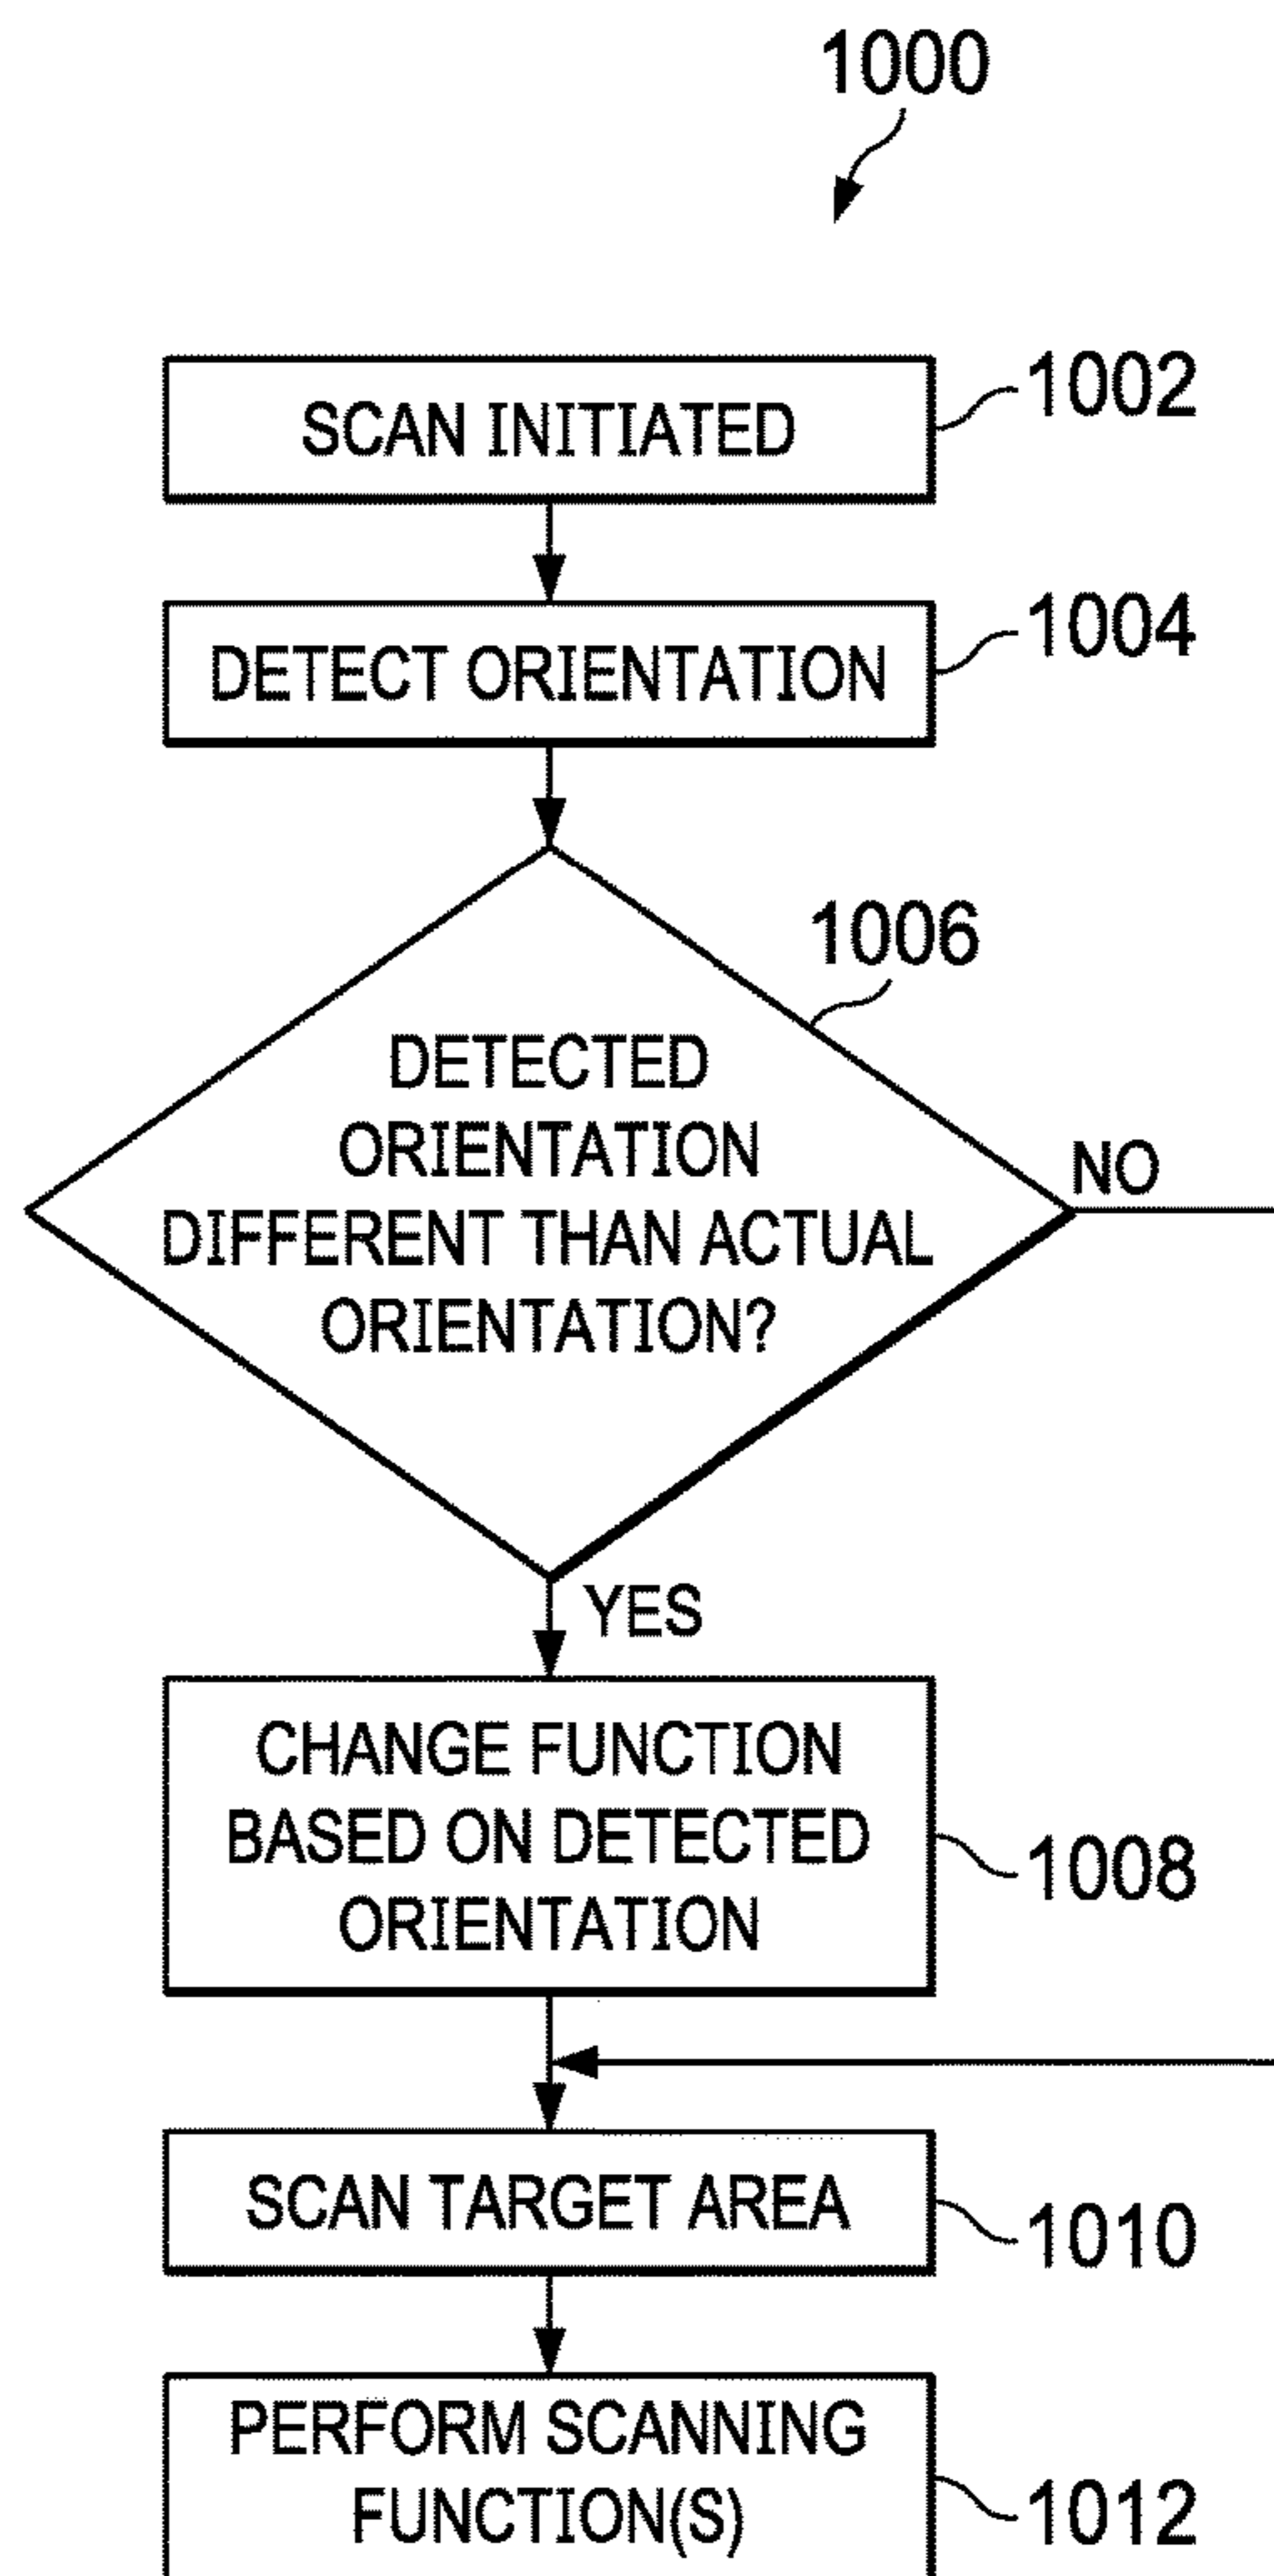 1000
SCAN INITIATED
1002
DETECT ORIENTATION
1004
1006
DETECTED
ORIENTATION
DIFFERENT THAN ACTUAL
ORIENTATION?
NO
YES
CHANGE FUNCTION
BASED ON DETECTED
ORIENTATION
1008
SCAN TARGET AREA
1010
PERFORM SCANNING
FUNCTION(S)
1012